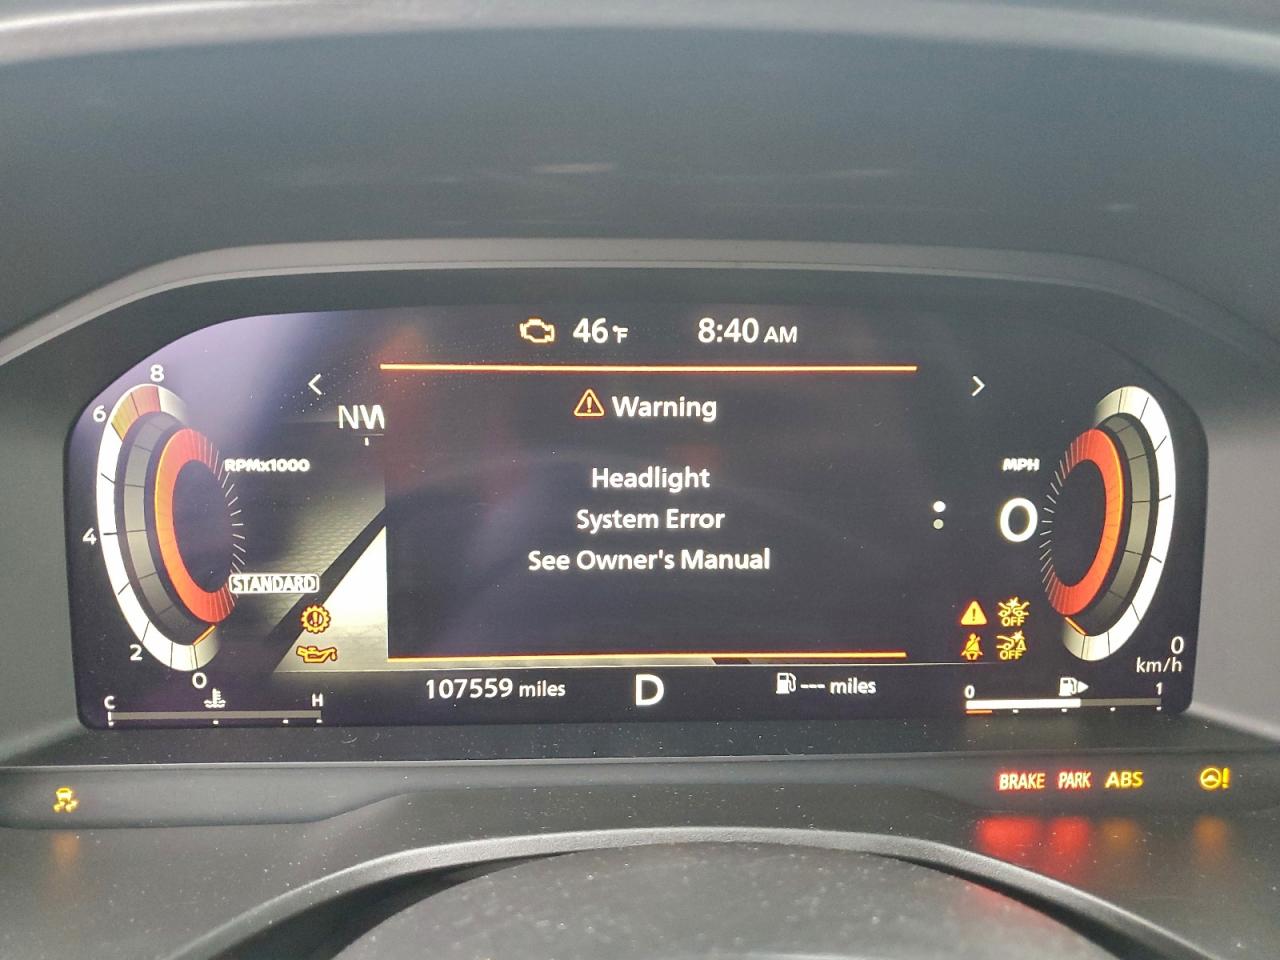 46°F 8:40 AM
Warning
NW
Headlight
System Error
See Owner's Manual
8
6
4
2
0
RPMx1000
STANDARD
MPH
0
OFF
OFF
0
km/h
C H
107559 miles
D
--- miles
0 1
BRAKE PARK ABS